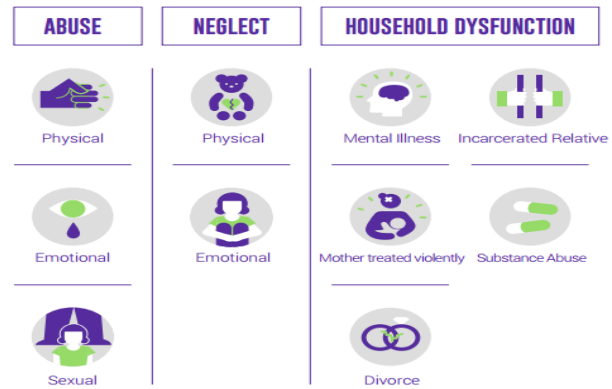 ABUSE
NEGLECT
HOUSEHOLD DYSFUNCTION
Physical
Physical
Mental Illness
Incarcerated Relative
Emotional
Emotional
Mother treated violently
Substance Abuse
Sexual
Divorce